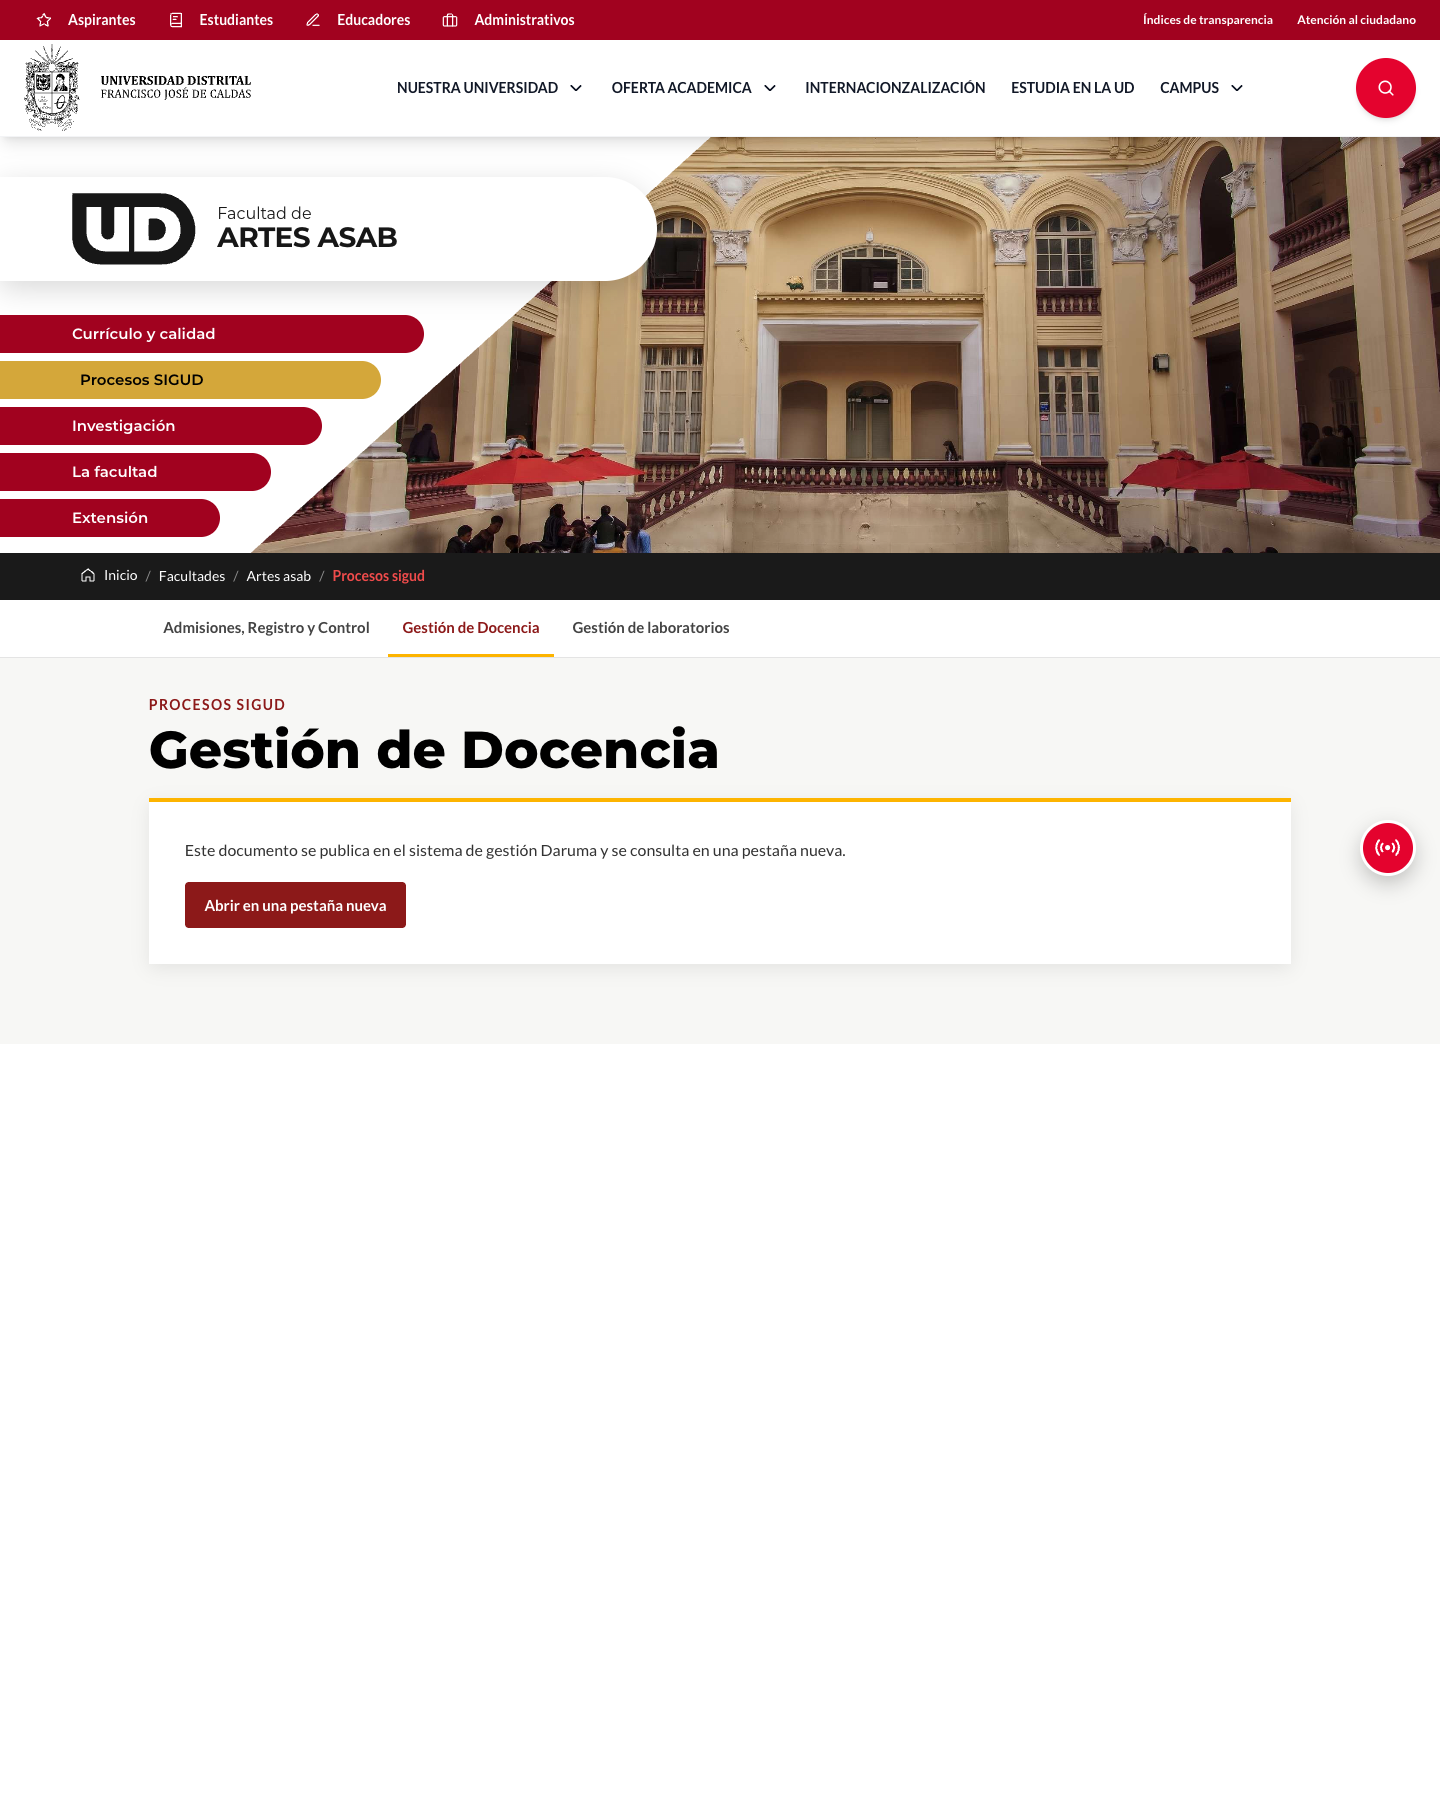 Aspirantes
Estudiantes
Educadores
Administrativos
Índices de transparencia
Atención al ciudadano
UNIVERSIDAD DISTRITAL
FRANCISCO JOSÉ DE CALDAS
NUESTRA UNIVERSIDAD
OFERTA ACADEMICA
INTERNACIONZALIZACIÓN
ESTUDIA EN LA UD
CAMPUS
UD
Facultad de
ARTES ASAB
Currículo y calidad
Procesos SIGUD
Investigación
La facultad
Extensión
Inicio / Facultades / Artes asab / Procesos sigud
Admisiones, Registro y Control
Gestión de Docencia
Gestión de laboratorios
PROCESOS SIGUD
Gestión de Docencia
Este documento se publica en el sistema de gestión Daruma y se consulta en una pestaña nueva.
Abrir en una pestaña nueva